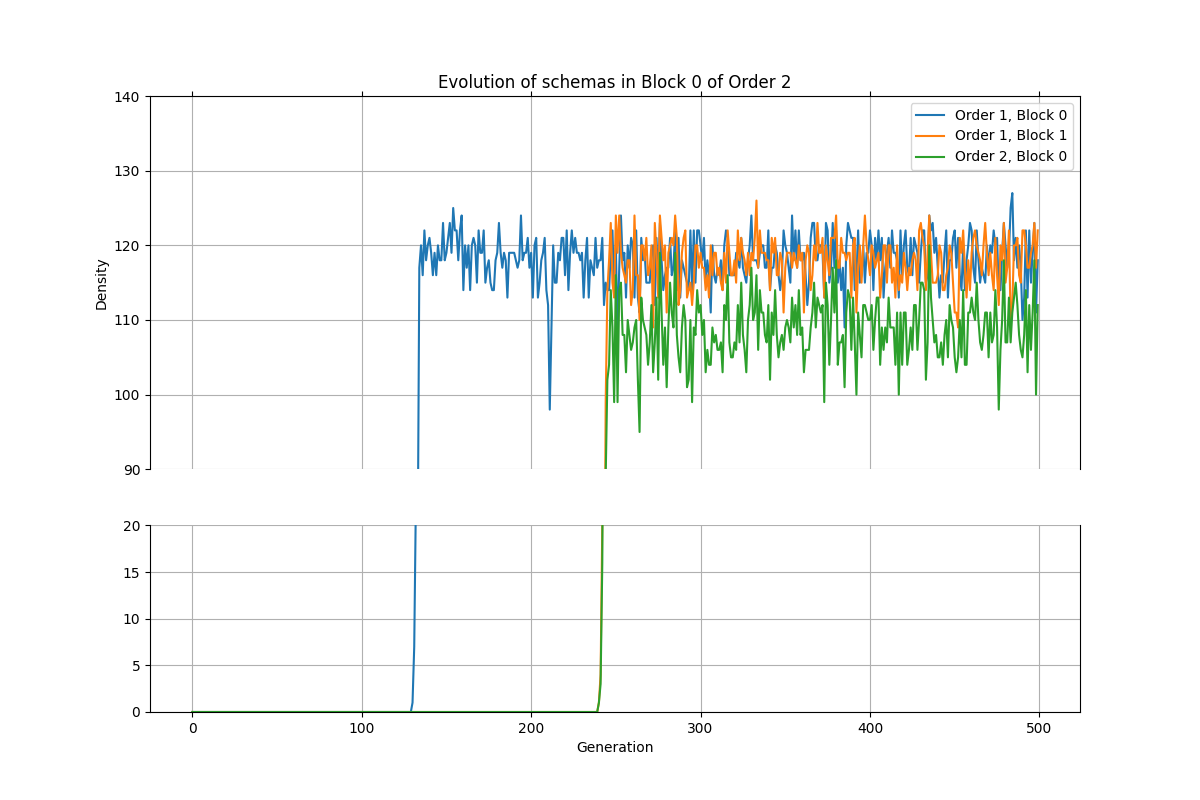 Evolution of schemas in Block 0 of Order 2
140
130
120
110
100
90
Density
Order 1, Block 0
Order 1, Block 1
Order 2, Block 0
20
15
10
5
0
0 100 200 300 400 500
Generation